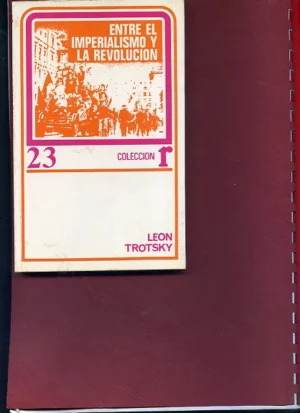 ENTRE EL
IMPERIALISMO Y
LA REVOLUCION
23
COLECCION r
LEON
TROTSKY